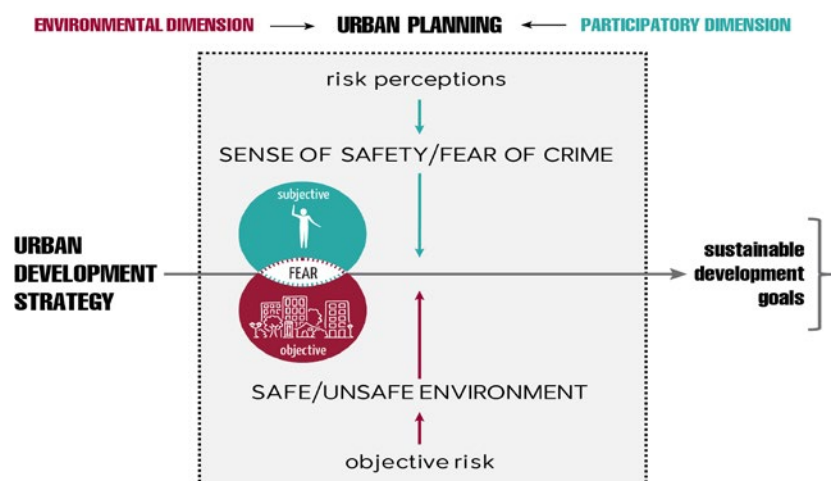 ENVIRONMENTAL DIMENSION
URBAN PLANNING
PARTICIPATORY DIMENSION
risk perceptions
SENSE OF SAFETY/FEAR OF CRIME
subjective
FEAR
objective
URBAN
DEVELOPMENT
STRATEGY
sustainable
development
goals
SAFE/UNSAFE ENVIRONMENT
objective risk